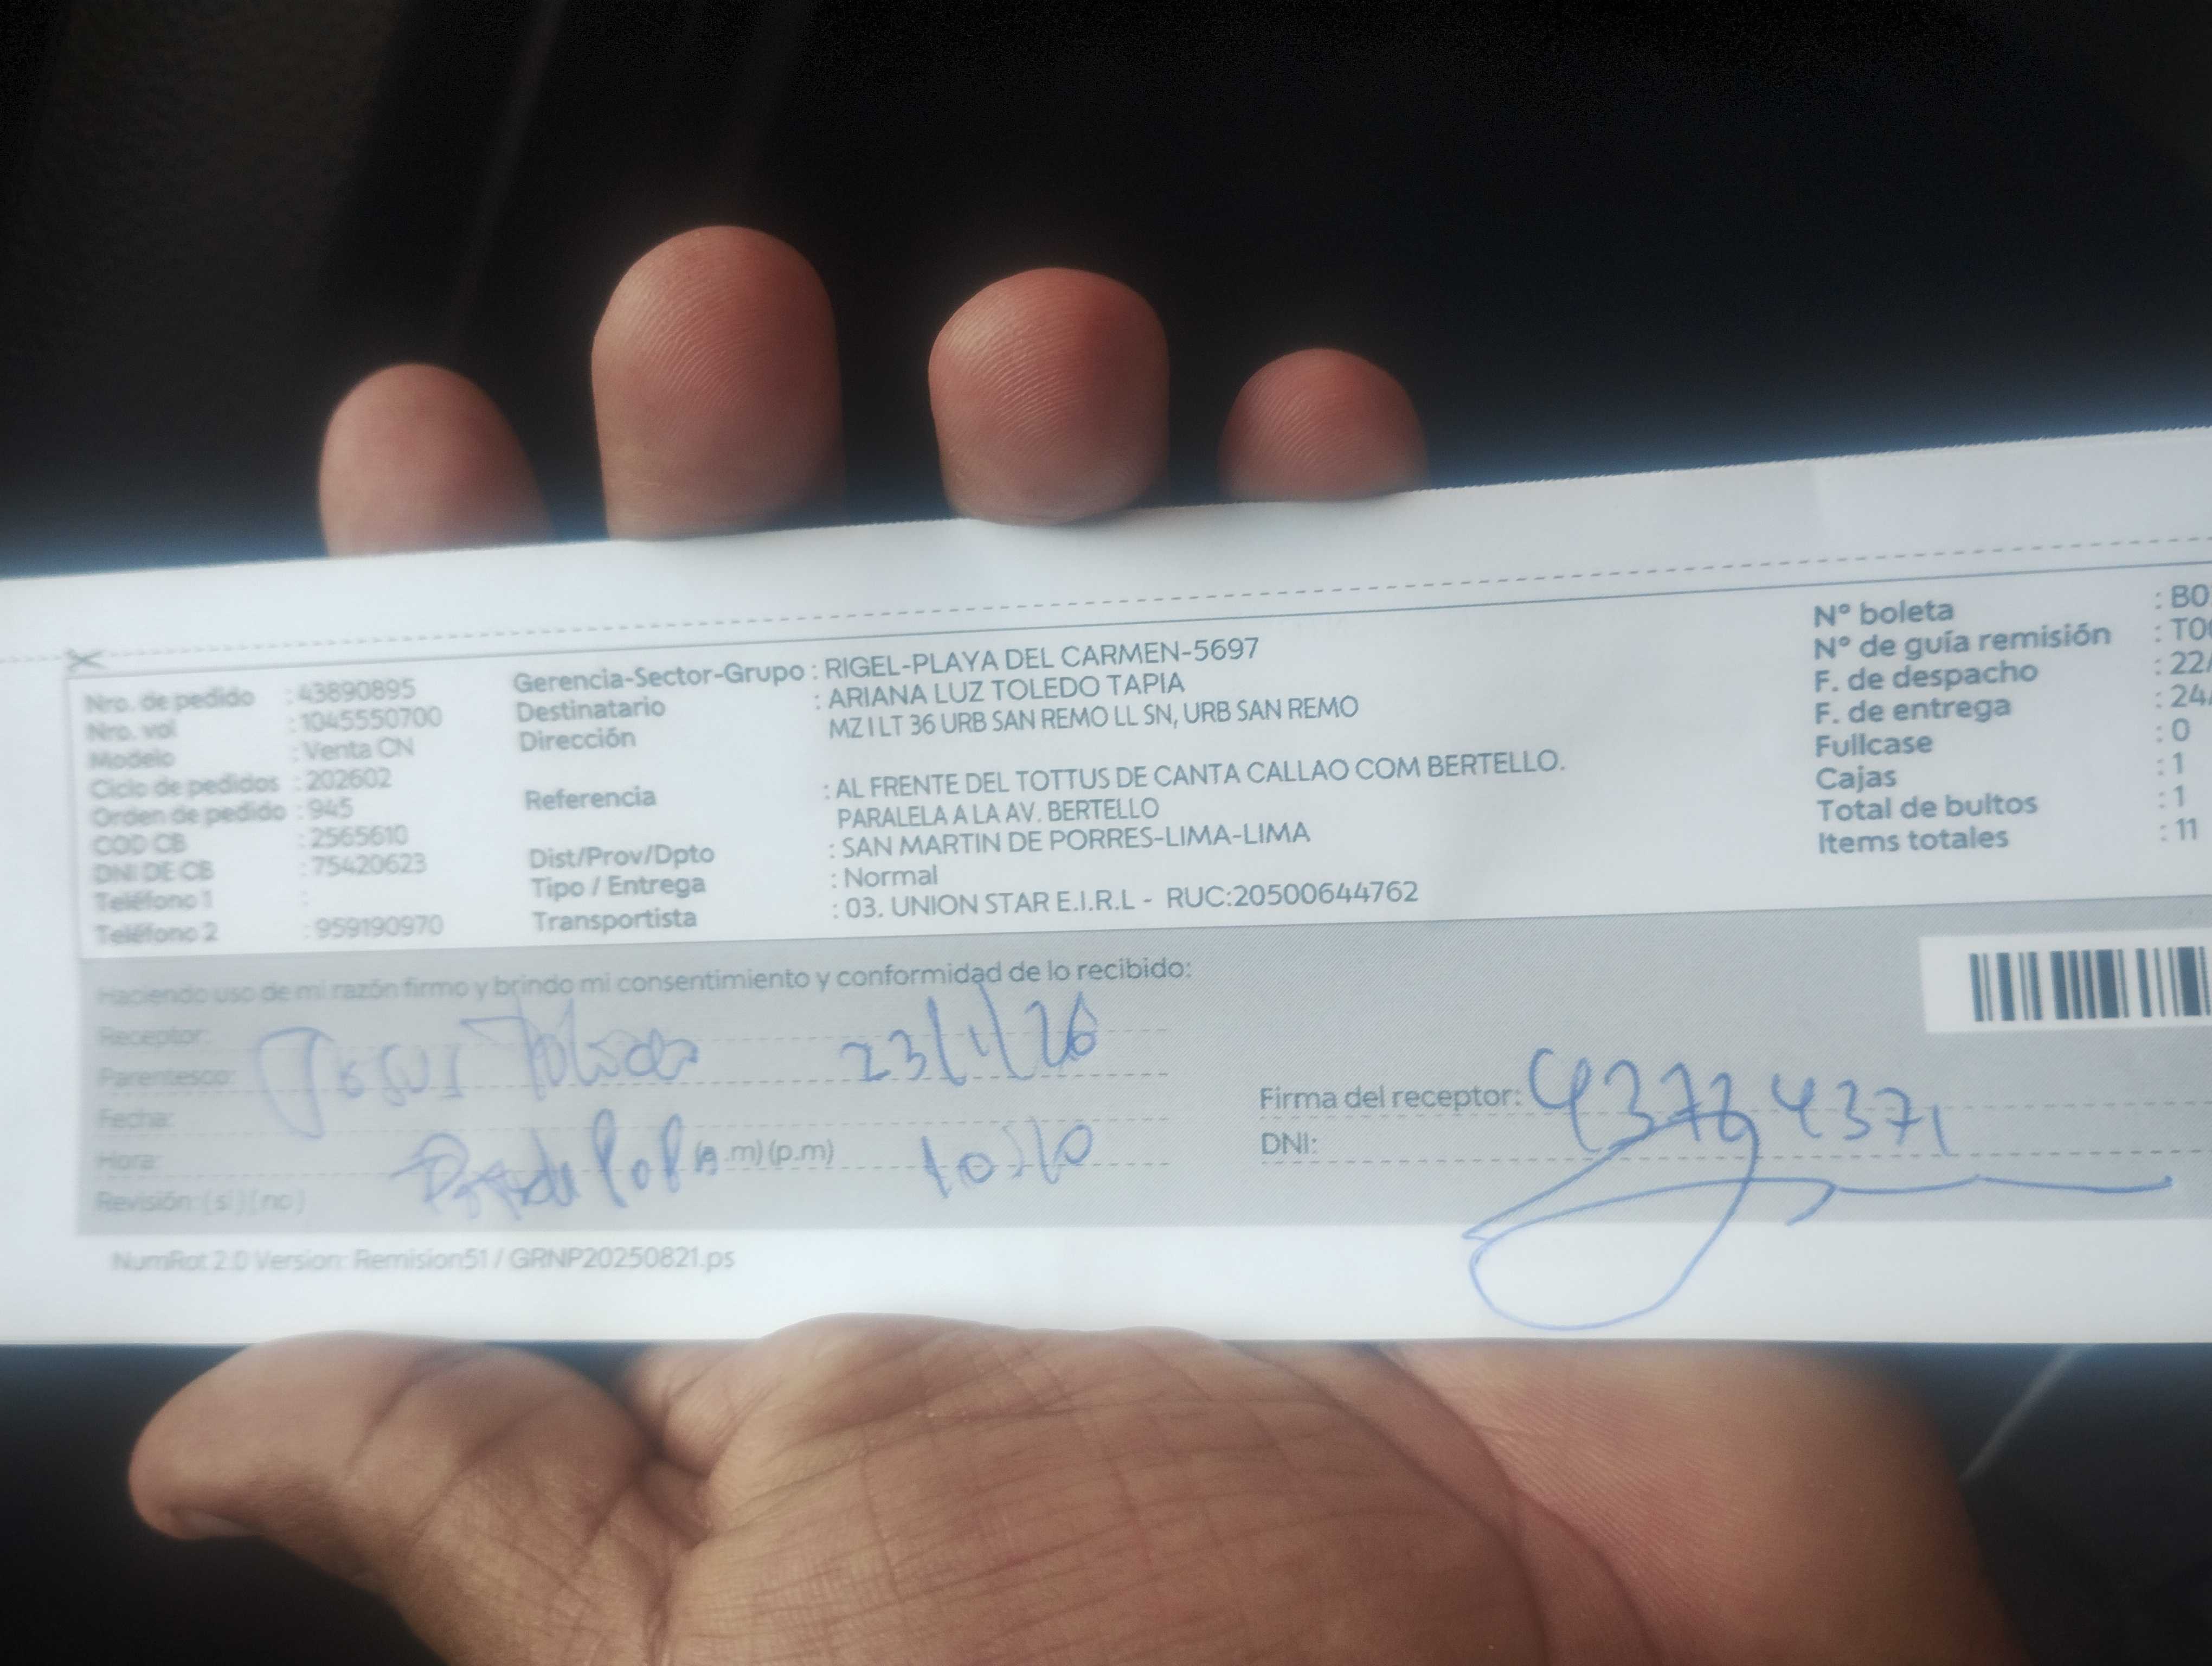 Nro. de pedido : 43890895
Nro. val : 1045550700
Modelo : Venta CN
Ciclo de pedidos : 202602
Orden de pedido : 945
COD CB : 2565610
DNI DE CB : 75420623
Teléfono 1 :
Teléfono 2 : 959190970
Gerencia-Sector-Grupo : RIGEL-PLAYA DEL CARMEN-5697
Destinatario : ARIANA LUZ TOLEDO TAPIA
Dirección MZ I LT 36 URB SAN REMO LL SN, URB SAN REMO
Referencia : AL FRENTE DEL TOTTUS DE CANTA CALLAO COM BERTELLO.
PARALELA A LA AV. BERTELLO
Dist/Prov/Dpto : SAN MARTIN DE PORRES-LIMA-LIMA
Tipo / Entrega : Normal
Transportista : 03. UNION STAR E.I.R.L - RUC:20500644762
Nº boleta : B0
Nº de guía remisión : T00
F. de despacho : 22/
F. de entrega : 24/
Fullcase : 0
Cajas : 1
Total de bultos : 1
Items totales : 11
Haciendo uso de mi razón firmo y brindo mi consentimiento y conformidad de lo recibido:
Receptor:
Parentesco: Jesus Toledo 23/1/26
Fecha:
Hora: (a.m) (p.m) 10:10
Revisión: (si) (no)
Firma del receptor:
DNI:
NumRot 2.0 Version: Remision51 / GRNP20250821.ps